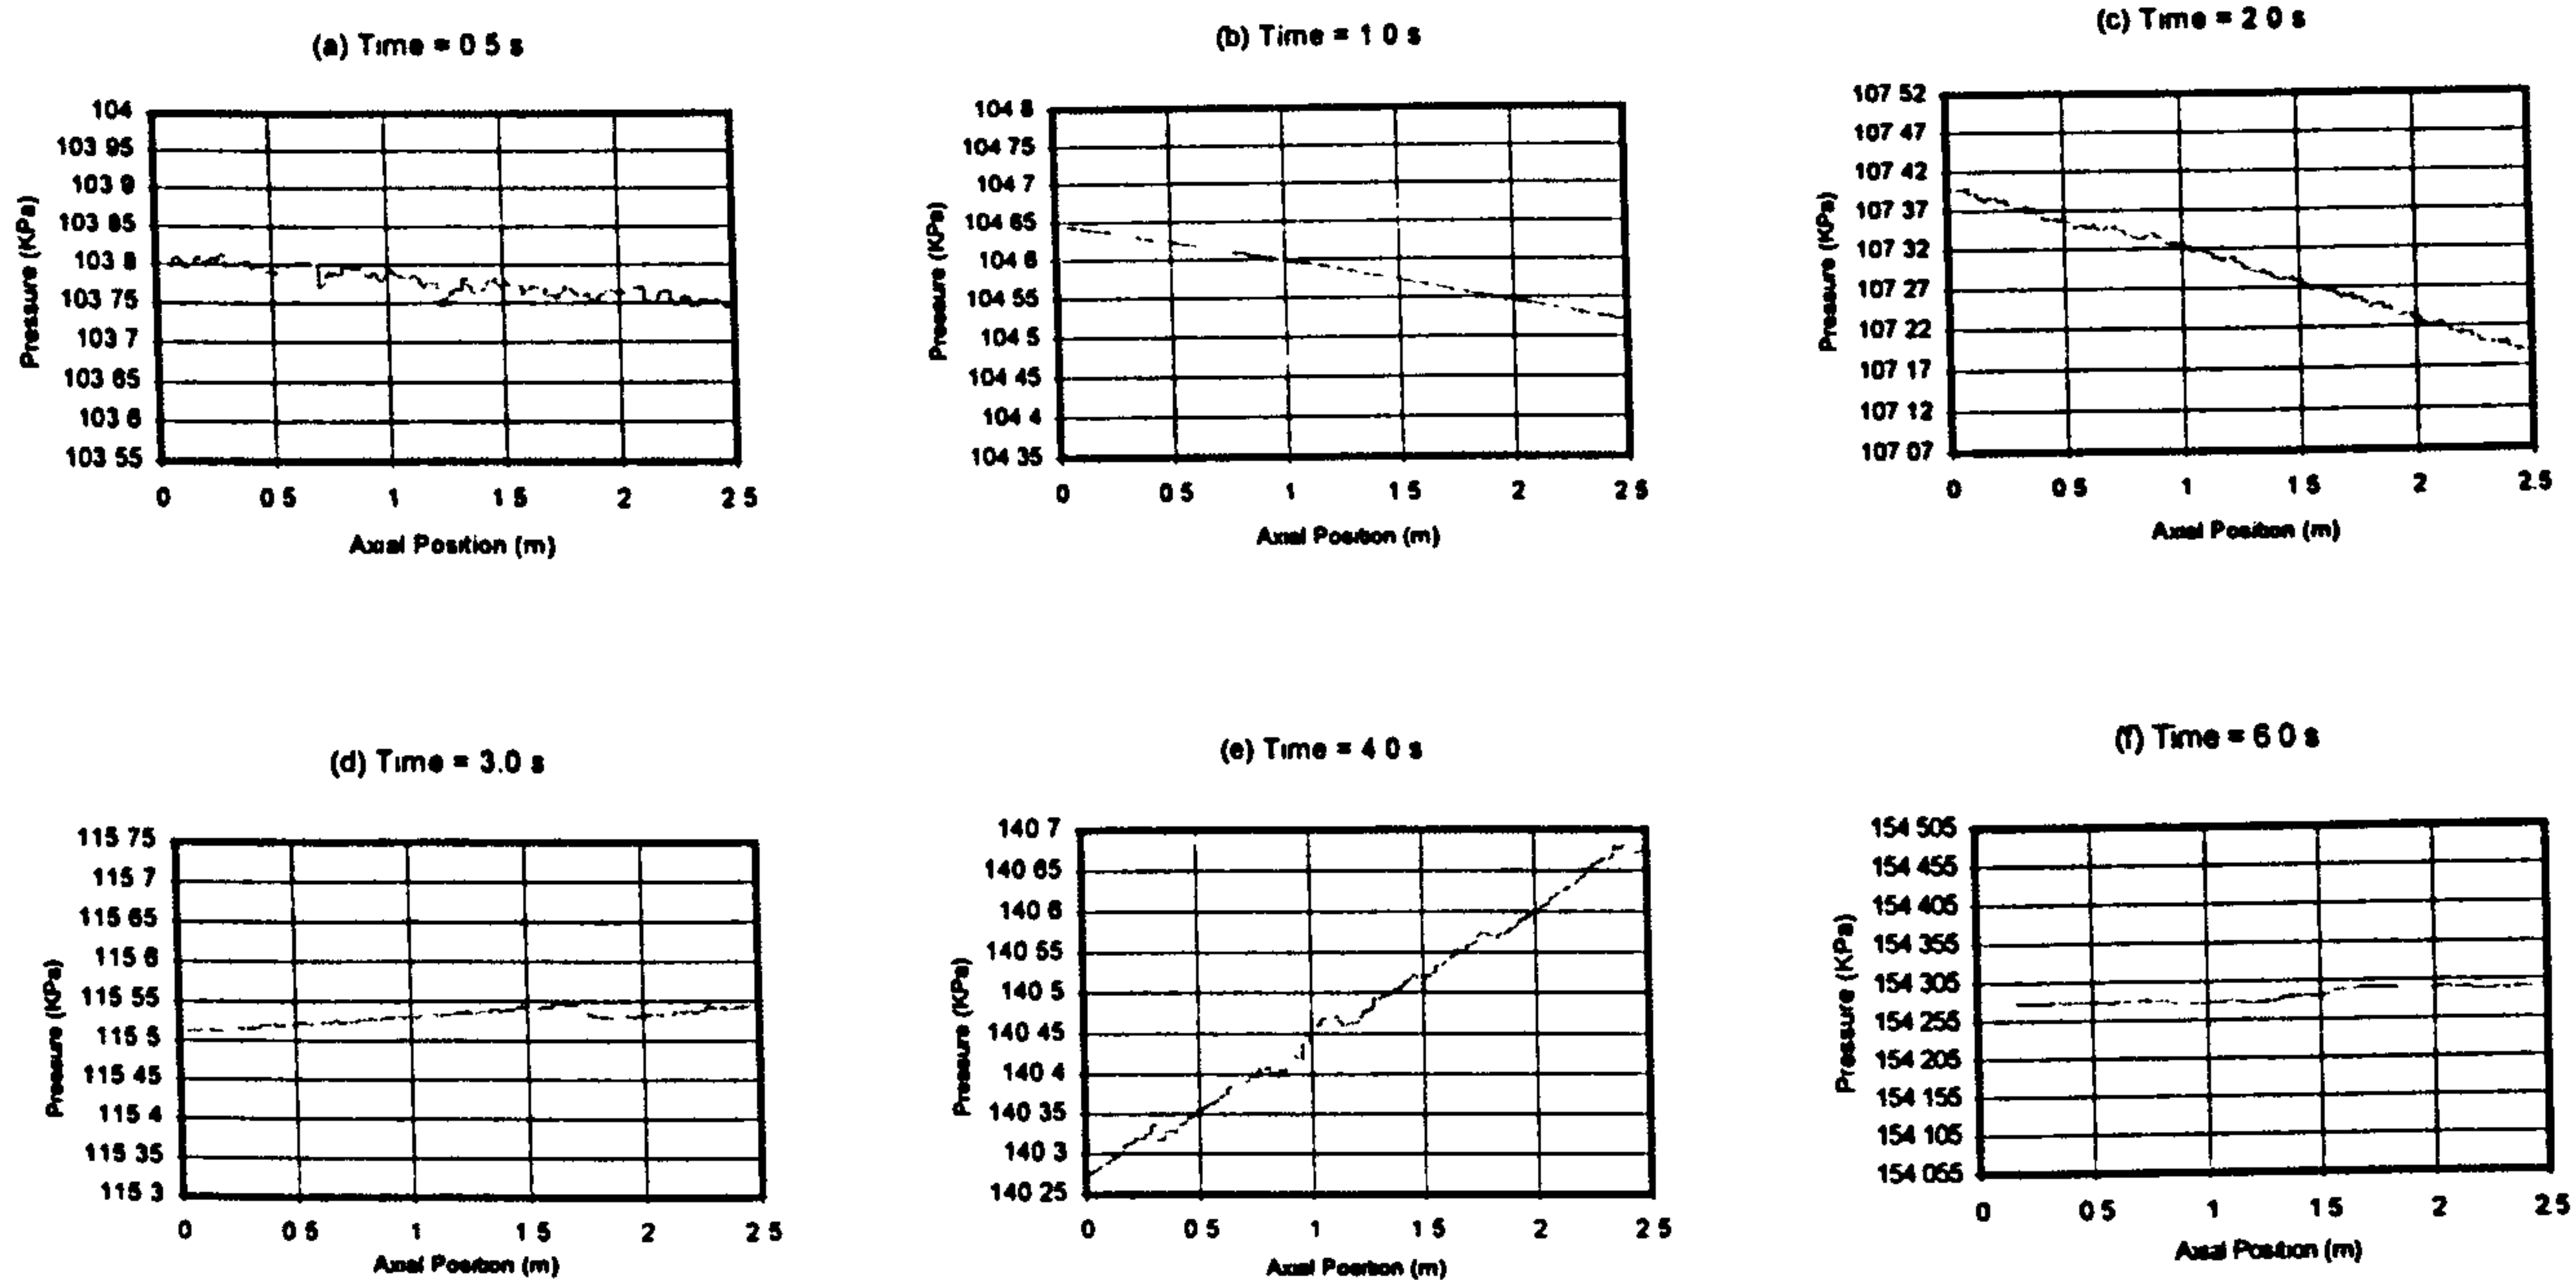 (a) Time = 0 5 s
104
103 95
103 9
103 85
103 8
103 75
103 7
103 65
103 6
103 55
Pressure (KPa)
0 0 5 1 1 5 2 2 5
Axial Position (m)
(b) Time = 1 0 s
104 8
104 75
104 7
104 65
104 6
104 55
104 5
104 45
104 4
104 35
Pressure (KPa)
0 0 5 1 1 5 2 2 5
Axial Position (m)
(c) Time = 2 0 s
107 52
107 47
107 42
107 37
107 32
107 27
107 22
107 17
107 12
107 07
Pressure (KPa)
0 0 5 1 1 5 2 2.5
Axial Position (m)
(d) Time = 3.0 s
115 75
115 7
115 65
115 6
115 55
115 5
115 45
115 4
115 35
115 3
Pressure (KPa)
0 0 5 1 1 5 2 2 5
Axial Position (m)
(e) Time = 4 0 s
140 7
140 65
140 6
140 55
140 5
140 45
140 4
140 35
140 3
140 25
Pressure (KPa)
0 0 5 1 1 5 2 2 5
Axial Position (m)
(f) Time = 6 0 s
154 505
154 455
154 405
154 355
154 305
154 255
154 205
154 155
154 105
154 055
Pressure (KPa)
0 0 5 1 1 5 2 2 5
Axial Position (m)